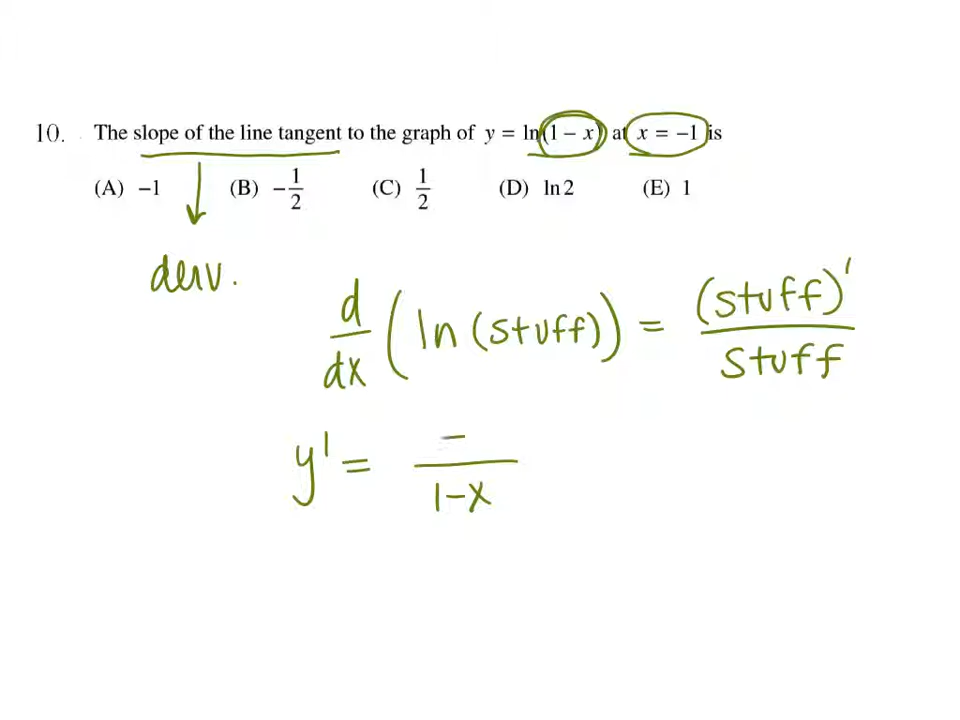 10. The slope of the line tangent to the graph of y = ln(1 − x) at x = −1 is
(A) −1 (B) −1/2 (C) 1/2 (D) ln 2 (E) 1
deriv.
d/dx (ln (stuff)) = (stuff)'/stuff
y' = −/1−x